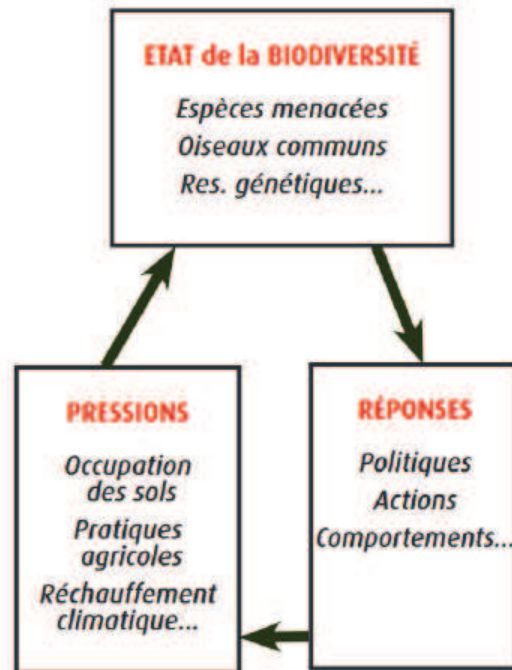 ETAT de la BIODIVERSITÉ
Espèces menacées
Oiseaux communs
Res. génétiques...
PRESSIONS
Occupation
des sols
Pratiques
agricoles
Réchauffement
climatique...
RÉPONSES
Politiques
Actions
Comportements...